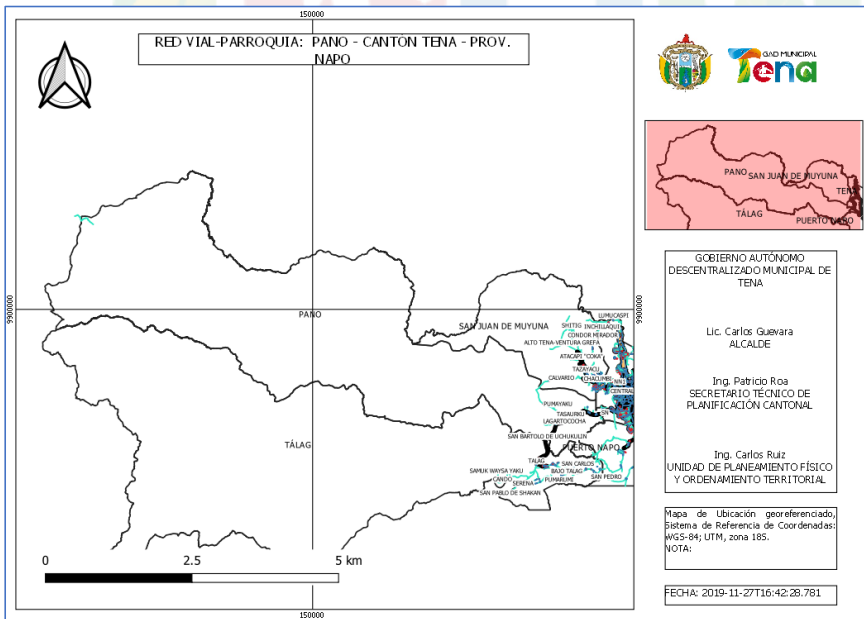 150000
RED VIAL-PARROQUIA: PANO - CANTÓN TENA - PROV.
NAPO
GAD MUNICIPAL
Tena
PANO
SAN JUAN DE MUYUNA
TENA
TÁLAG
PUERTO NAPO
9900000
9900000
PANO
SAN JUAN DE MUYUNA
LUMUCASPI
SHITIG
INCHILLAQUI
CONDOR MIRADOR
ALTO TENA-VENTURA GREFA
ATACAPI "COKA"
TAZAYACU
CALVARIO
CHACUMBI
NN1
CENTRAL
PUMAYAKU
TASAURKU
SN
LAGARTOCOCHA
SAN BARTOLO DE UCHUKULIN
PUERTO NAPO
TÁLAG
TALAG
SAN CARLOS
SAMUK WAYSA YAKU
BAJO TALAG
CANDO
PUMARUMI
SAN PEDRO
SERENA
SAN PABLO DE SHAKAN
0 2.5 5 km
150000
GOBIERNO AUTÓNOMO
DESCENTRALIZADO MUNICIPAL DE
TENA
Lic. Carlos Guevara
ALCALDE
Ing. Patricio Roa
SECRETARIO TÉCNICO DE
PLANIFICACIÓN CANTONAL
Ing. Carlos Ruiz
UNIDAD DE PLANEAMIENTO FÍSICO
Y ORDENAMIENTO TERRITORIAL
Mapa de Ubicación georeferenciado,
Sistema de Referencia de Coordenadas:
WGS-84; UTM, zona 18S.
NOTA:
FECHA: 2019-11-27T16:42:28.781